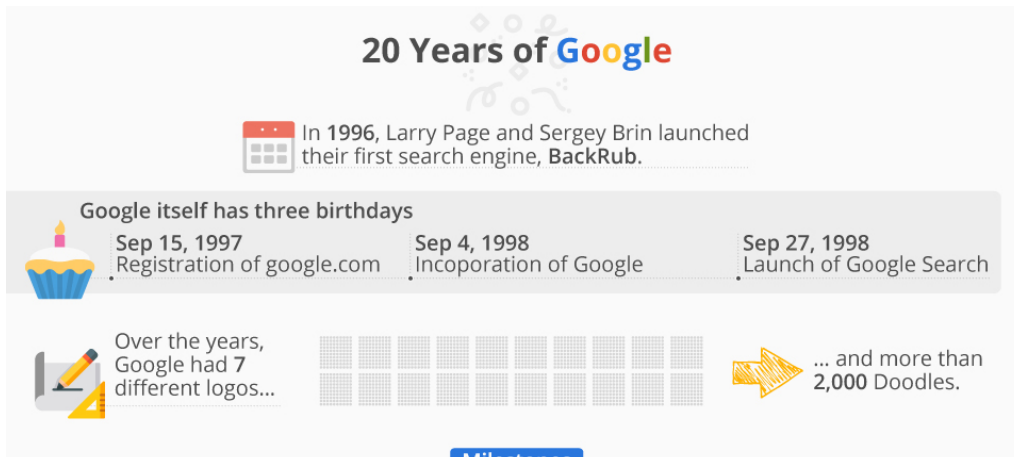 20 Years of Google
In 1996, Larry Page and Sergey Brin launched
their first search engine, BackRub.
Google itself has three birthdays
Sep 15, 1997
Registration of google.com
Sep 4, 1998
Incoporation of Google
Sep 27, 1998
Launch of Google Search
Over the years,
Google had 7
different logos...
... and more than
2,000 Doodles.
Milestones